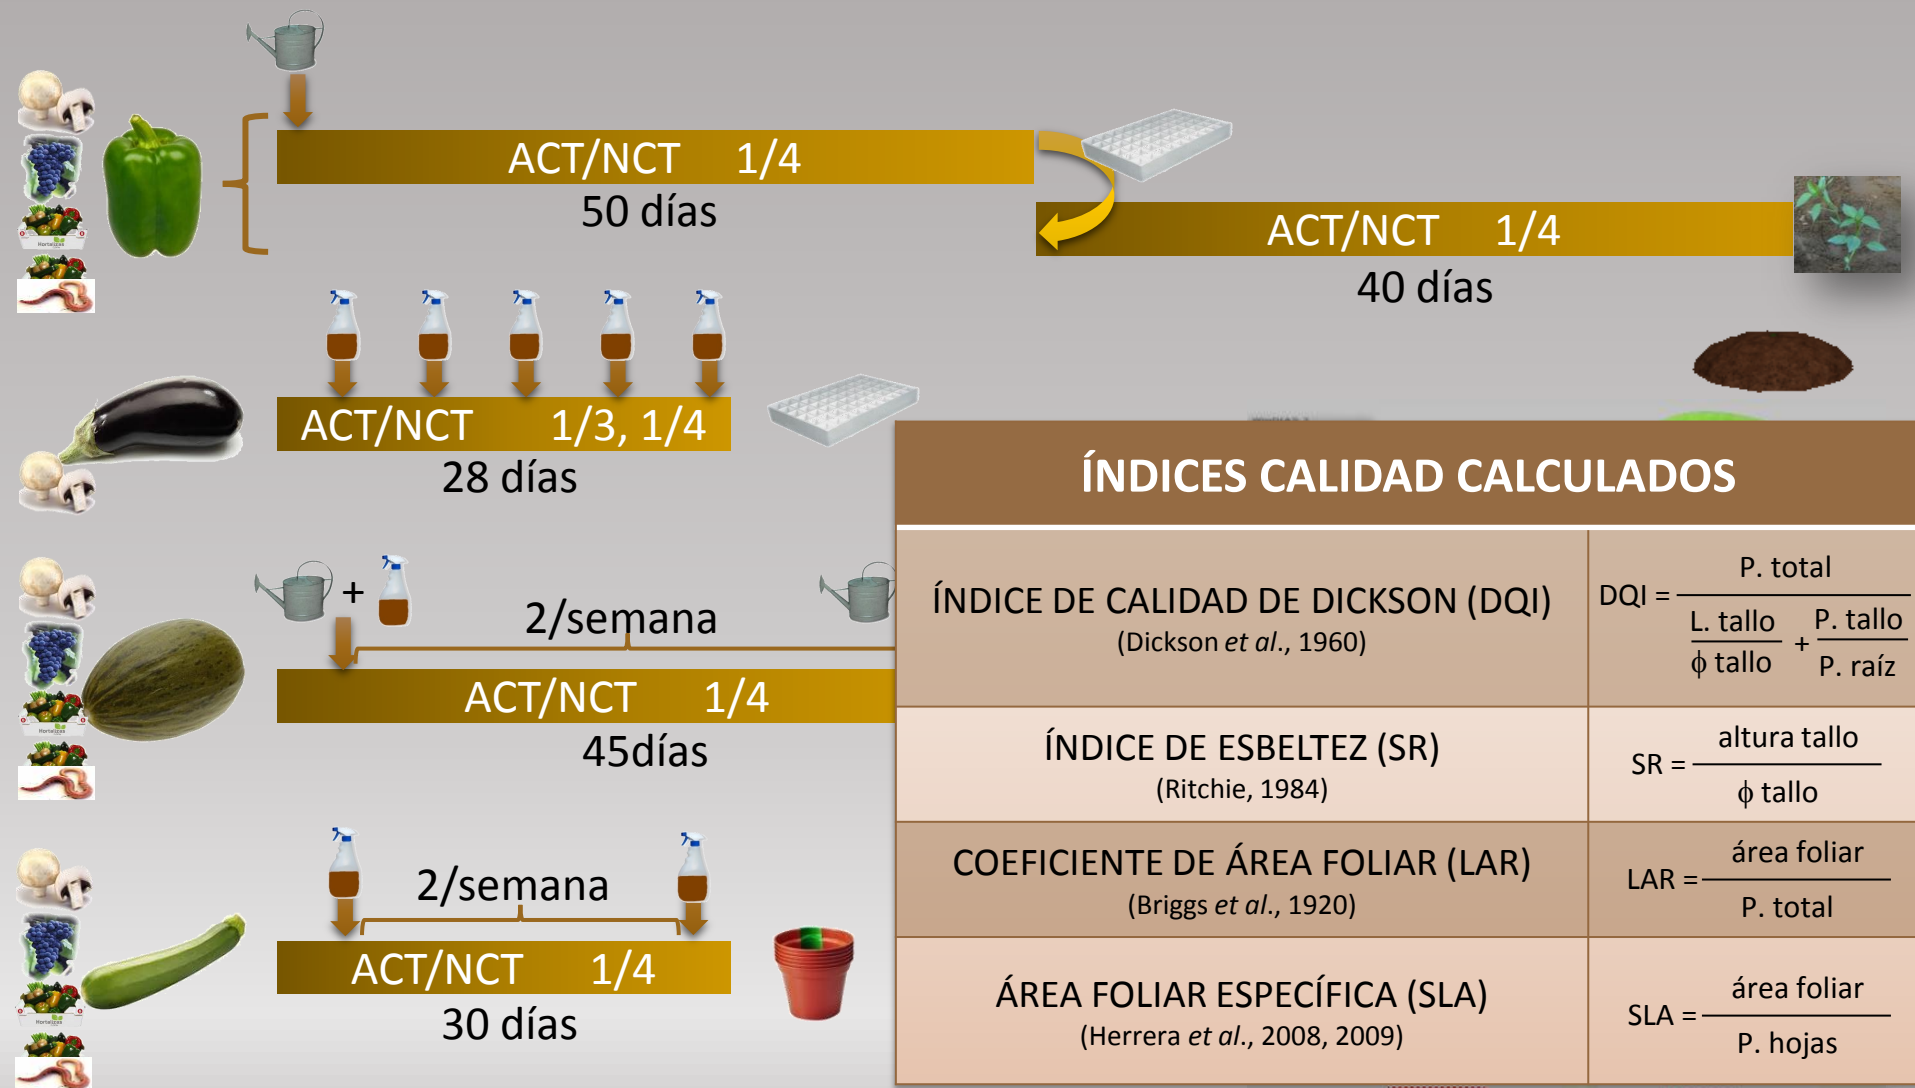 ACT/NCT 1/4
50 días
ACT/NCT 1/4
40 días
ACT/NCT 1/3, 1/4
28 días
+
2/semana
ACT/NCT 1/4
45días
2/semana
ACT/NCT 1/4
30 días
Hortalizas
Hortalizas
Hortalizas
ÍNDICES CALIDAD CALCULADOS
ÍNDICE DE CALIDAD DE DICKSON (DQI)
(Dickson et al., 1960)
DQI =
P. total
L. tallo
ϕ tallo
+
P. tallo
P. raíz
ÍNDICE DE ESBELTEZ (SR)
(Ritchie, 1984)
SR =
altura tallo
ϕ tallo
COEFICIENTE DE ÁREA FOLIAR (LAR)
(Briggs et al., 1920)
LAR =
área foliar
P. total
ÁREA FOLIAR ESPECÍFICA (SLA)
(Herrera et al., 2008, 2009)
SLA =
área foliar
P. hojas